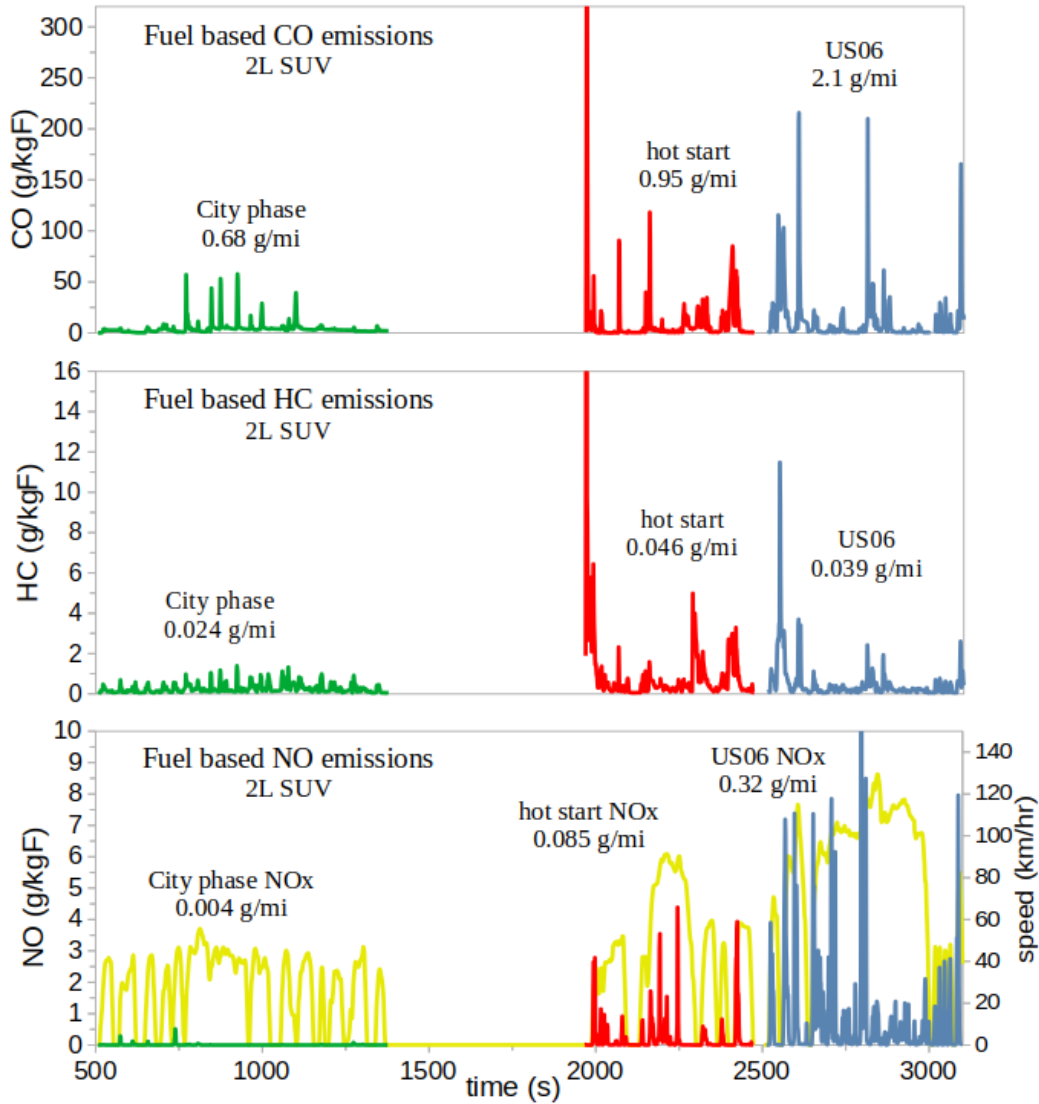 Fuel based CO emissions
2L SUV
US06
2.1 g/mi
hot start
0.95 g/mi
City phase
0.68 g/mi
CO (g/kgF)
300
250
200
150
100
50
0
Fuel based HC emissions
2L SUV
hot start
0.046 g/mi
US06
0.039 g/mi
City phase
0.024 g/mi
HC (g/kgF)
16
14
12
10
8
6
4
2
0
Fuel based NO emissions
2L SUV
US06 NOx
0.32 g/mi
hot start NOx
0.085 g/mi
City phase NOx
0.004 g/mi
NO (g/kgF)
10
9
8
7
6
5
4
3
2
1
0
140
120
100
80
60
40
20
0
speed (km/hr)
500
1000
1500
2000
2500
3000
time (s)